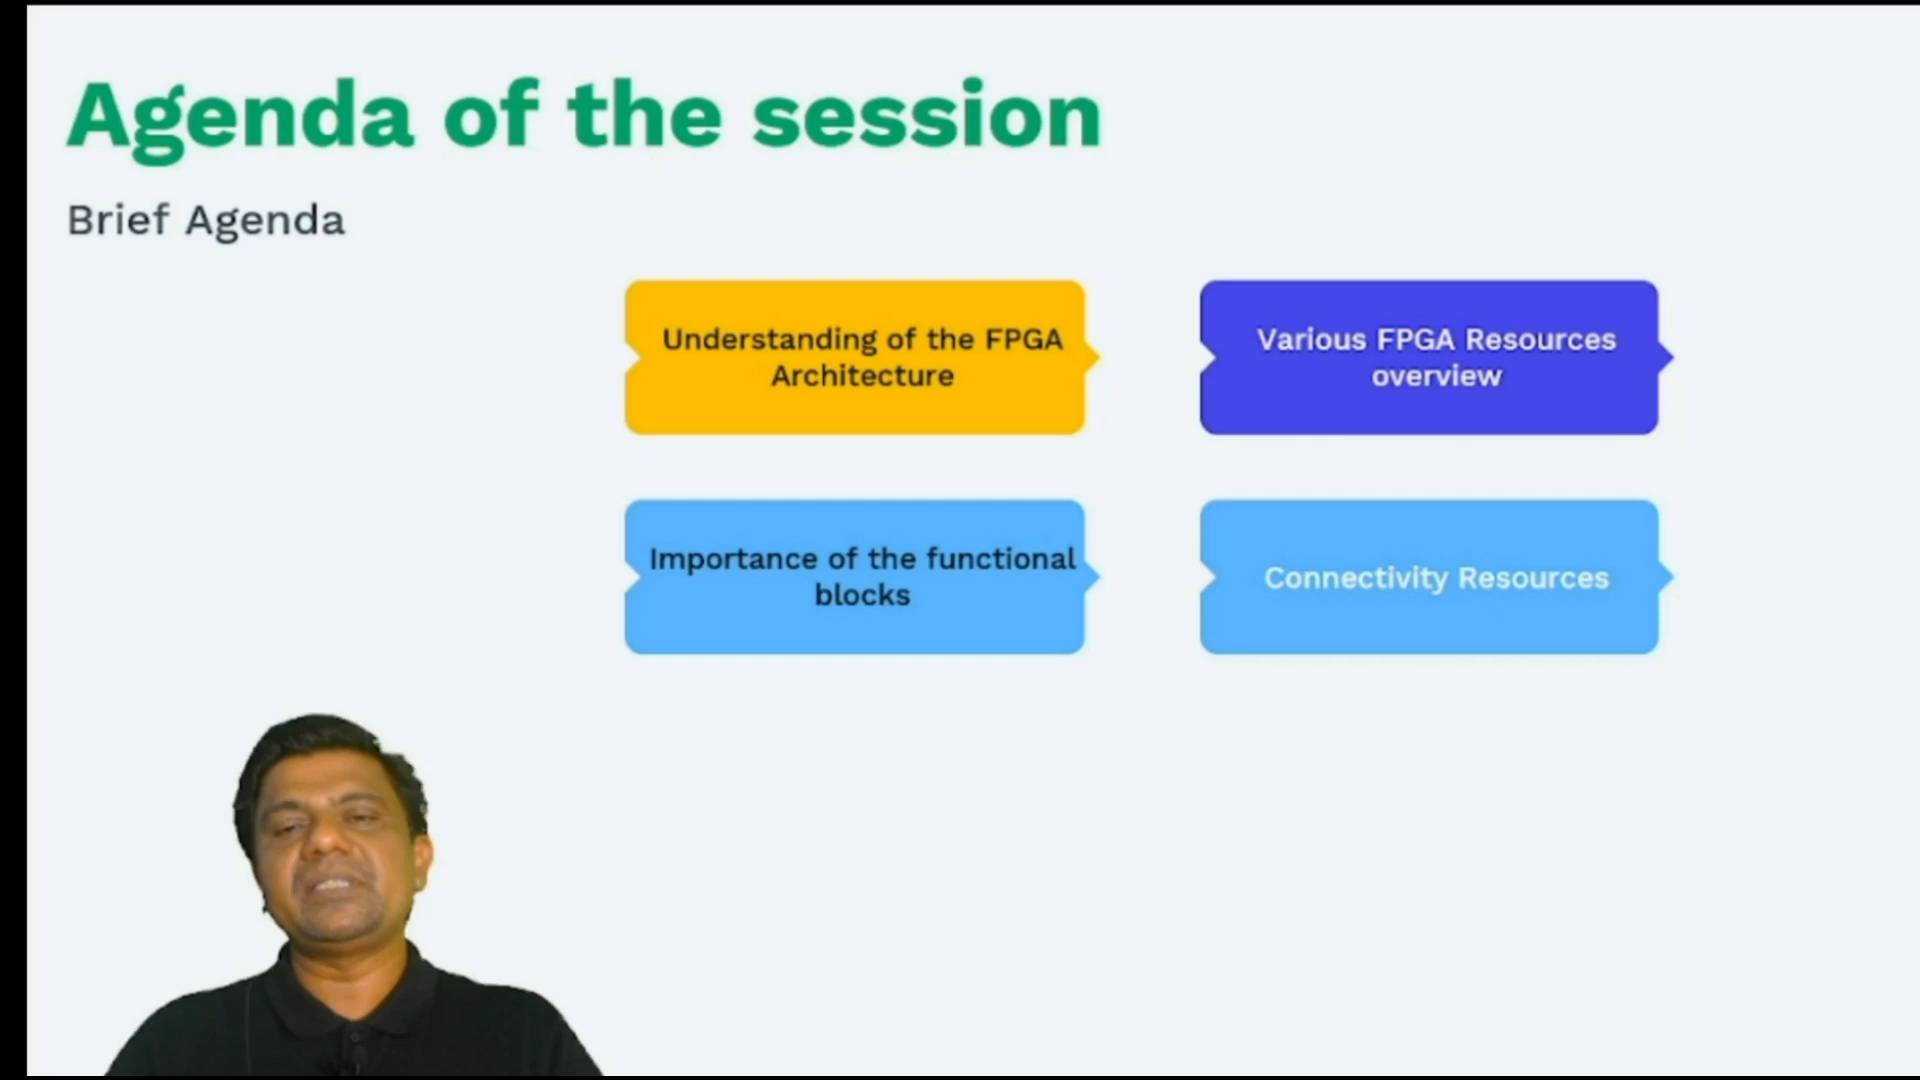 Agenda of the session
Brief Agenda
Understanding of the FPGA
Architecture
Various FPGA Resources
overview
Importance of the functional
blocks
Connectivity Resources